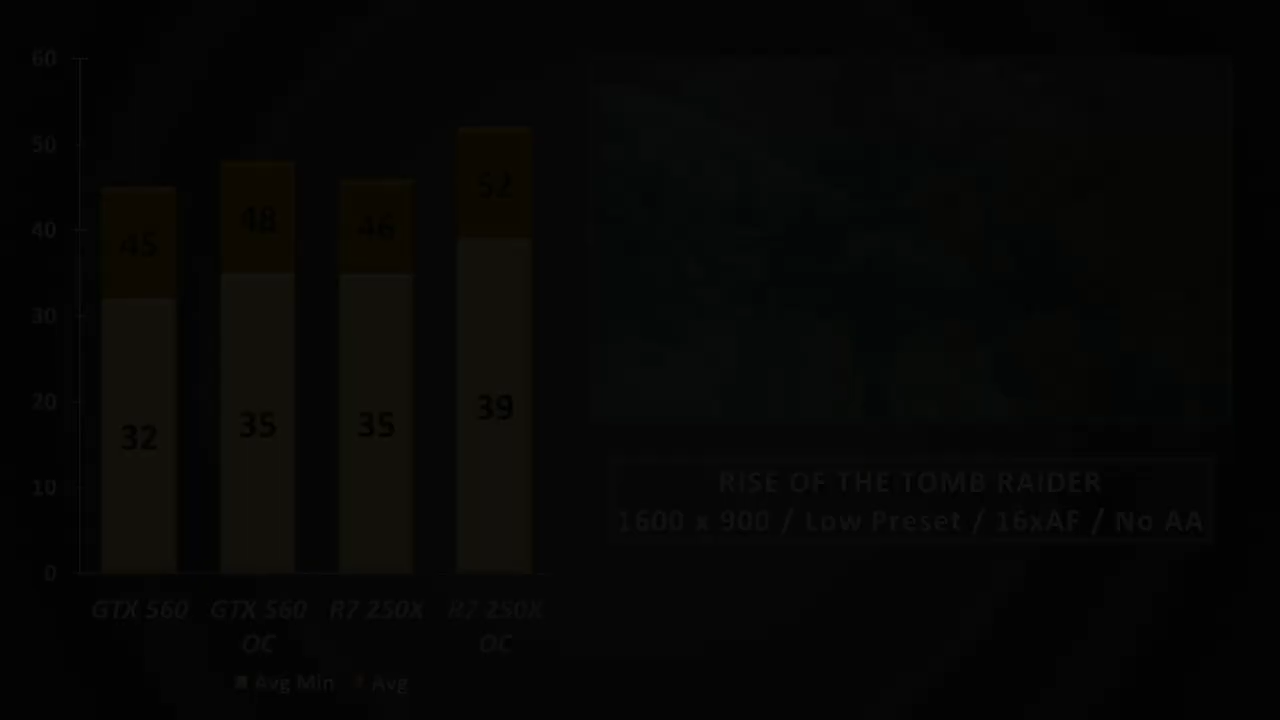 60
50
40
30
20
10
0
45
48
46
52
32
35
35
39
GTX 560
GTX 560 OC
R7 250X
R7 250X OC
Avg Min
Avg
RISE OF THE TOMB RAIDER
1600 x 900 / Low Preset / 16xAF / No AA